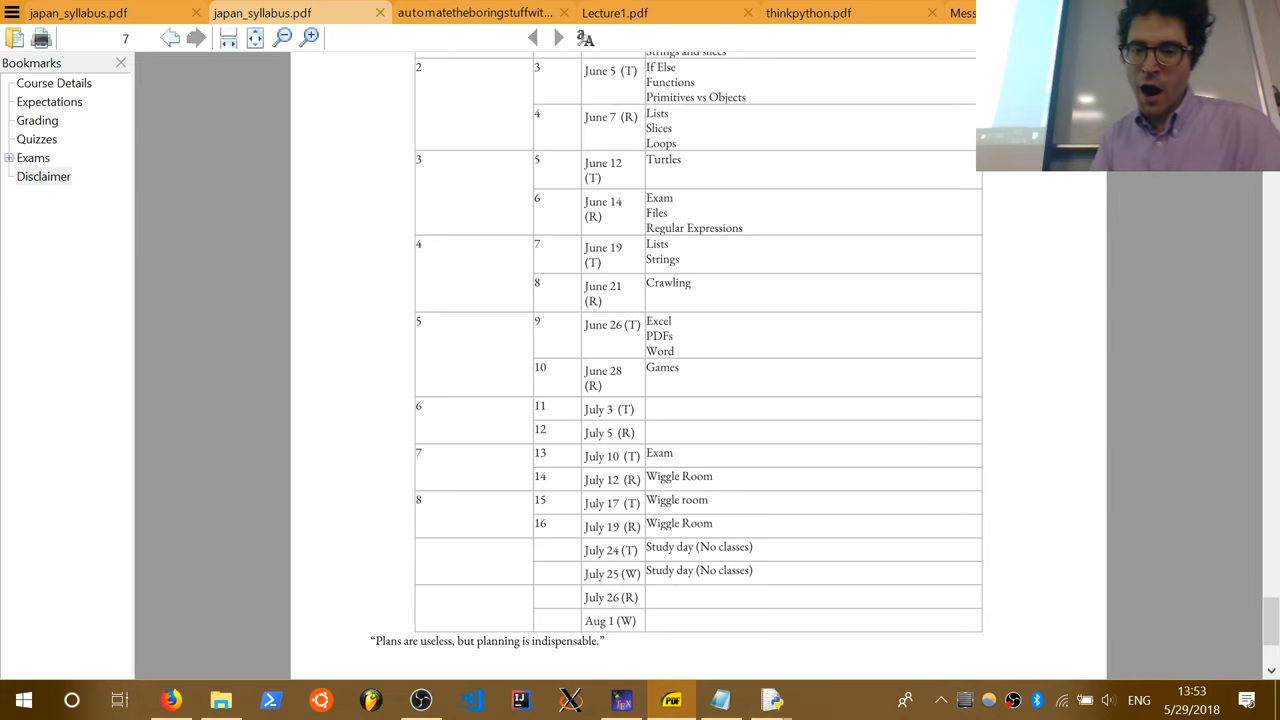 japan_syllabus.pdf
japan_syllabus.pdf
automatetheboringstuffwit...
Lecture1.pdf
thinkpython.pdf
Mess
7
Bookmarks
Course Details
Expectations
Grading
Quizzes
Exams
Disclaimer
Strings and slices
2 3 June 5 (T) If Else
Functions
Primitives vs Objects
4 June 7 (R) Lists
Slices
Loops
3 5 June 12 (T) Turtles
6 June 14 (R) Exam
Files
Regular Expressions
4 7 June 19 (T) Lists
Strings
8 June 21 (R) Crawling
5 9 June 26 (T) Excel
PDFs
Word
10 June 28 (R) Games
6 11 July 3 (T)
12 July 5 (R)
7 13 July 10 (T) Exam
14 July 12 (R) Wiggle Room
8 15 July 17 (T) Wiggle room
16 July 19 (R) Wiggle Room
July 24 (T) Study day (No classes)
July 25 (W) Study day (No classes)
July 26 (R)
Aug 1 (W)
“Plans are useless, but planning is indispensable.”
PDF
ENG
13:53
5/29/2018